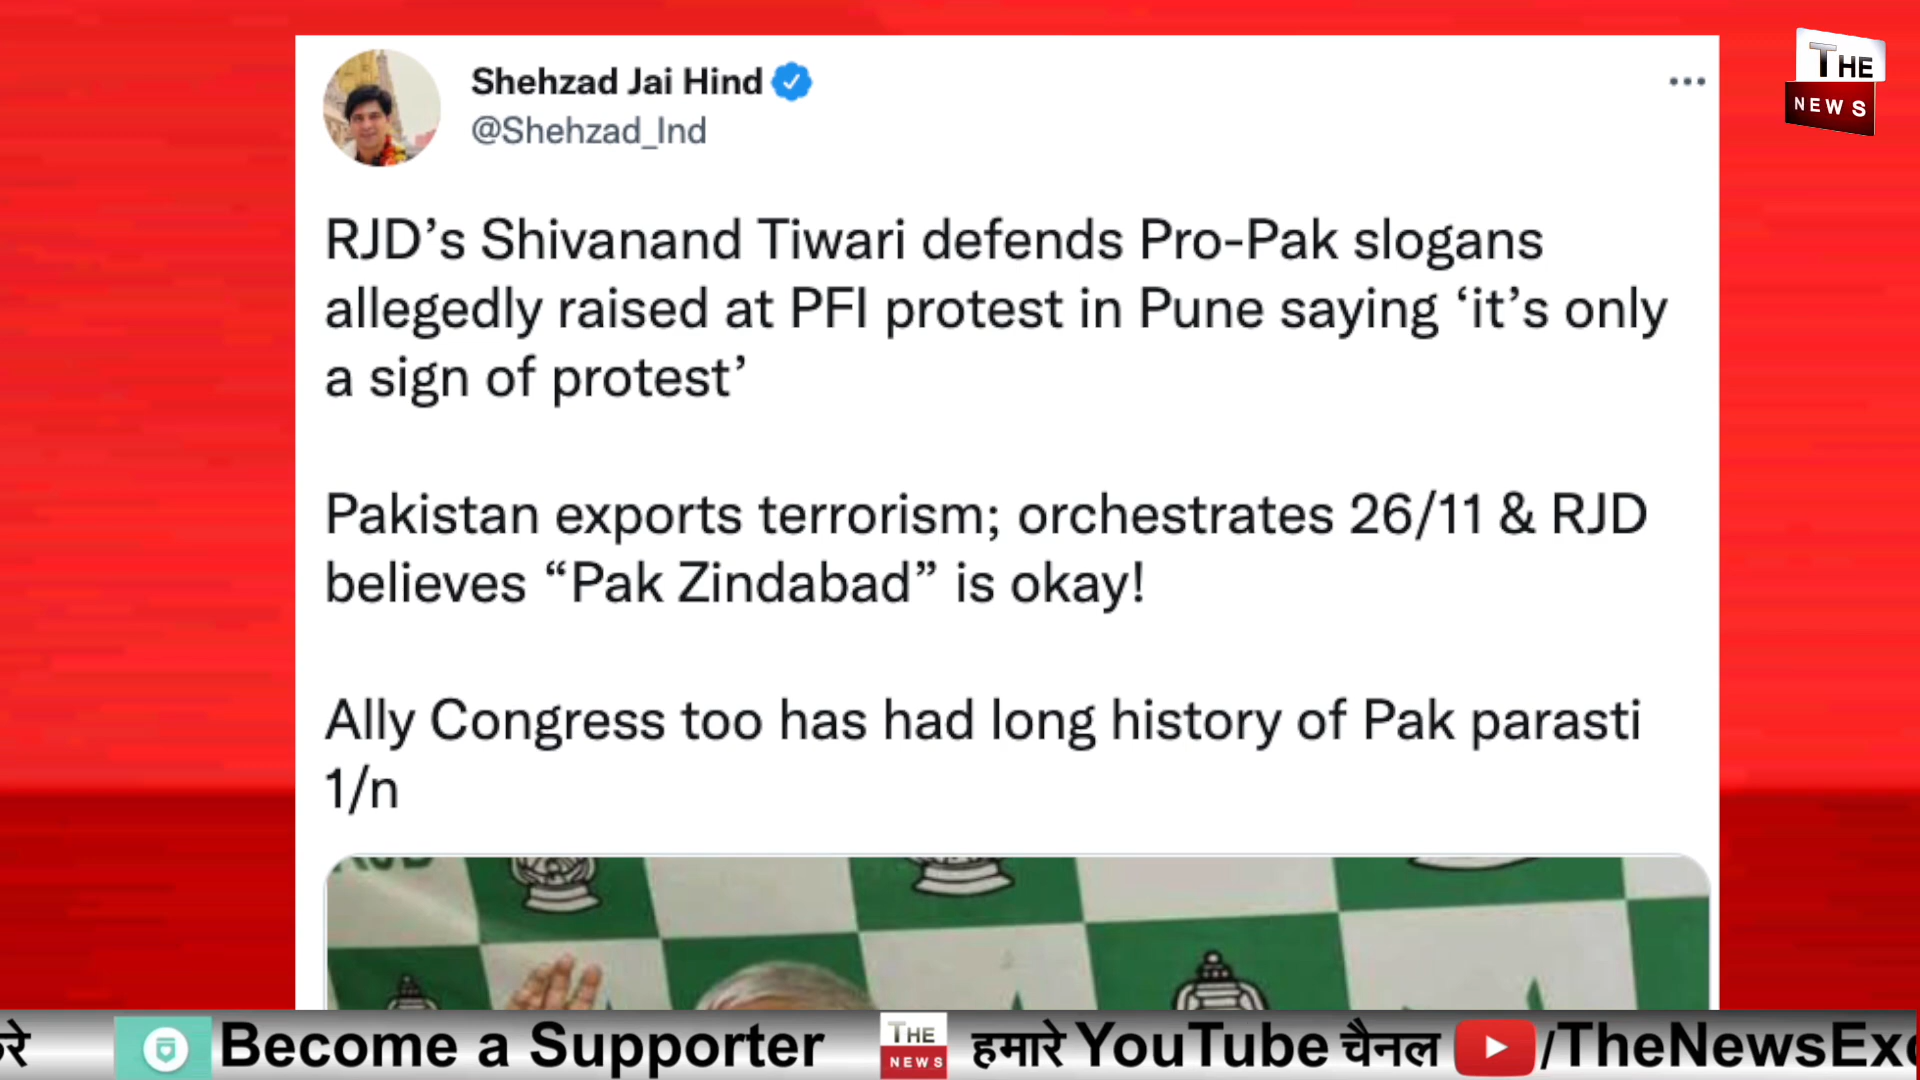 Shehzad Jai Hind
@Shehzad_Ind
THE
NEWS
RJD’s Shivanand Tiwari defends Pro-Pak slogans
allegedly raised at PFI protest in Pune saying ‘it’s only
a sign of protest’
Pakistan exports terrorism; orchestrates 26/11 & RJD
believes “Pak Zindabad” is okay!
Ally Congress too has had long history of Pak parasti
1/n
RJD
Become a Supporter THE NEWS हमारे YouTube चैनल /TheNewsEx